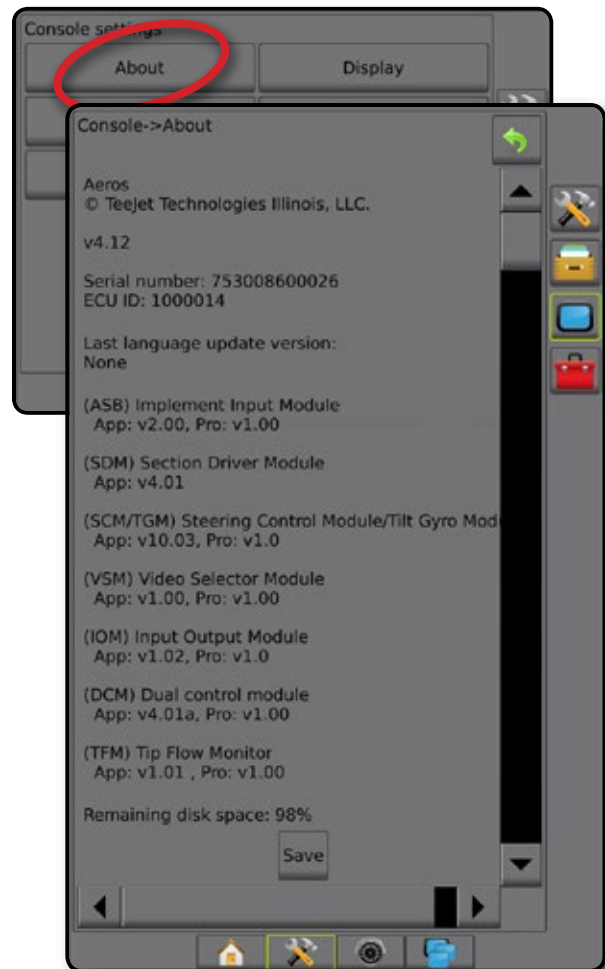 Console settings
About
Display
Console->About
Aeros
© TeeJet Technologies Illinois, LLC.
v4.12
Serial number: 753008600026
ECU ID: 1000014
Last language update version:
None
(ASB) Implement Input Module
App: v2.00, Pro: v1.00
(SDM) Section Driver Module
App: v4.01
(SCM/TGM) Steering Control Module/Tilt Gyro Mod
App: v10.03, Pro: v1.0
(VSM) Video Selector Module
App: v1.00, Pro: v1.00
(IOM) Input Output Module
App: v1.02, Pro: v1.0
(DCM) Dual control module
App: v4.01a, Pro: v1.00
(TFM) Tip Flow Monitor
App: v1.01 , Pro: v1.00
Remaining disk space: 98%
Save